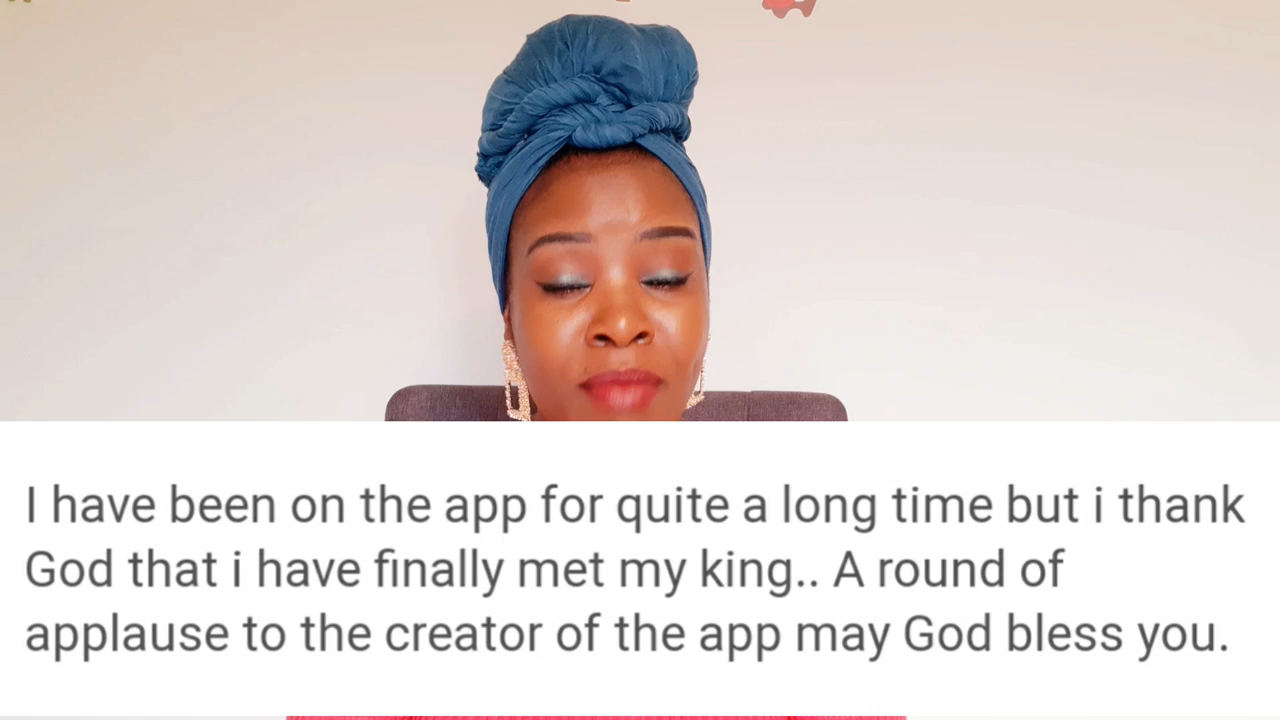 I have been on the app for quite a long time but i thank
God that i have finally met my king.. A round of
applause to the creator of the app may God bless you.